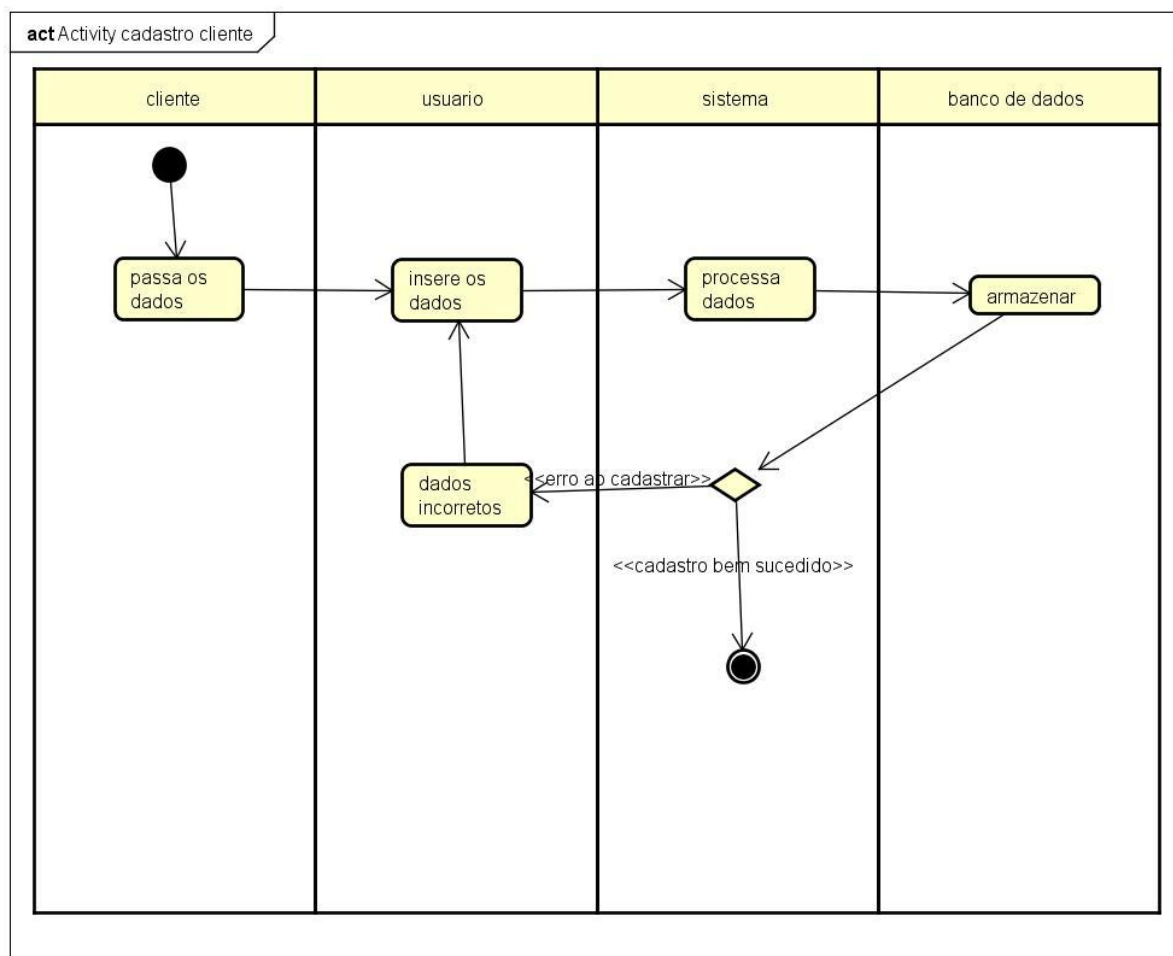 act Activity cadastro cliente
cliente
usuario
sistema
banco de dados
passa os
dados
insere os
dados
processa
dados
armazenar
dados
incorretos
<<erro ao cadastrar>>
<<cadastro bem sucedido>>